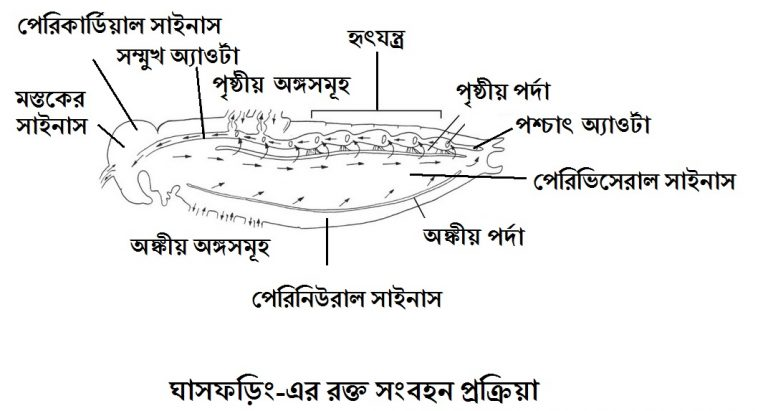 পেরিকার্ডিয়াল সাইনাস
সম্মুখ অ্যাওর্টা
হৃৎযন্ত্র
পৃষ্ঠীয় অঙ্গসমূহ
পৃষ্ঠীয় পর্দা
মস্তকের
সাইনাস
পশ্চাৎ অ্যাওর্টা
পেরিভিসেরাল সাইনাস
অঙ্কীয় অঙ্গসমূহ
অঙ্কীয় পর্দা
পেরিনিউরাল সাইনাস
ঘাসফড়িং-এর রক্ত সংবহন প্রক্রিয়া